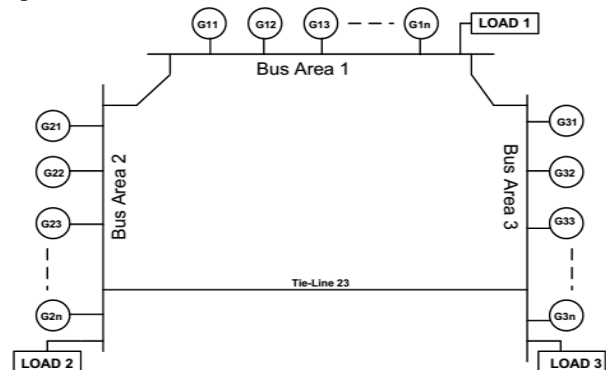 G11 G12 G13 G1n LOAD 1
Bus Area 1
G21 G31
G22 G32
Bus Area 2 Bus Area 3
G23 G33
Tie-Line 23
G2n G3n
LOAD 2 LOAD 3